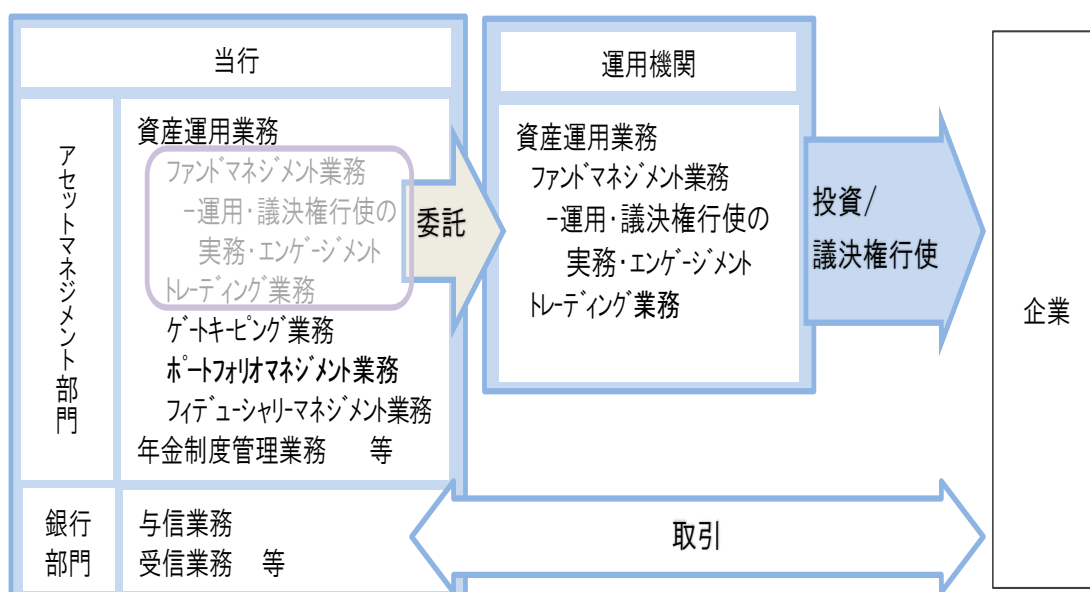 当行
アセットマネジメント部門
資産運用業務
ファンドマネジメント業務
−運用・議決権行使の
実務・エンゲージメント
トレーディング業務
ゲートキーピング業務
ポートフォリオマネジメント業務
フィデューシャリーマネジメント業務
年金制度管理業務 等
銀行
部門
与信業務
受信業務 等
委託
運用機関
資産運用業務
ファンドマネジメント業務
−運用・議決権行使の
実務・エンゲージメント
トレーディング業務
投資/
議決権行使
取引
企業